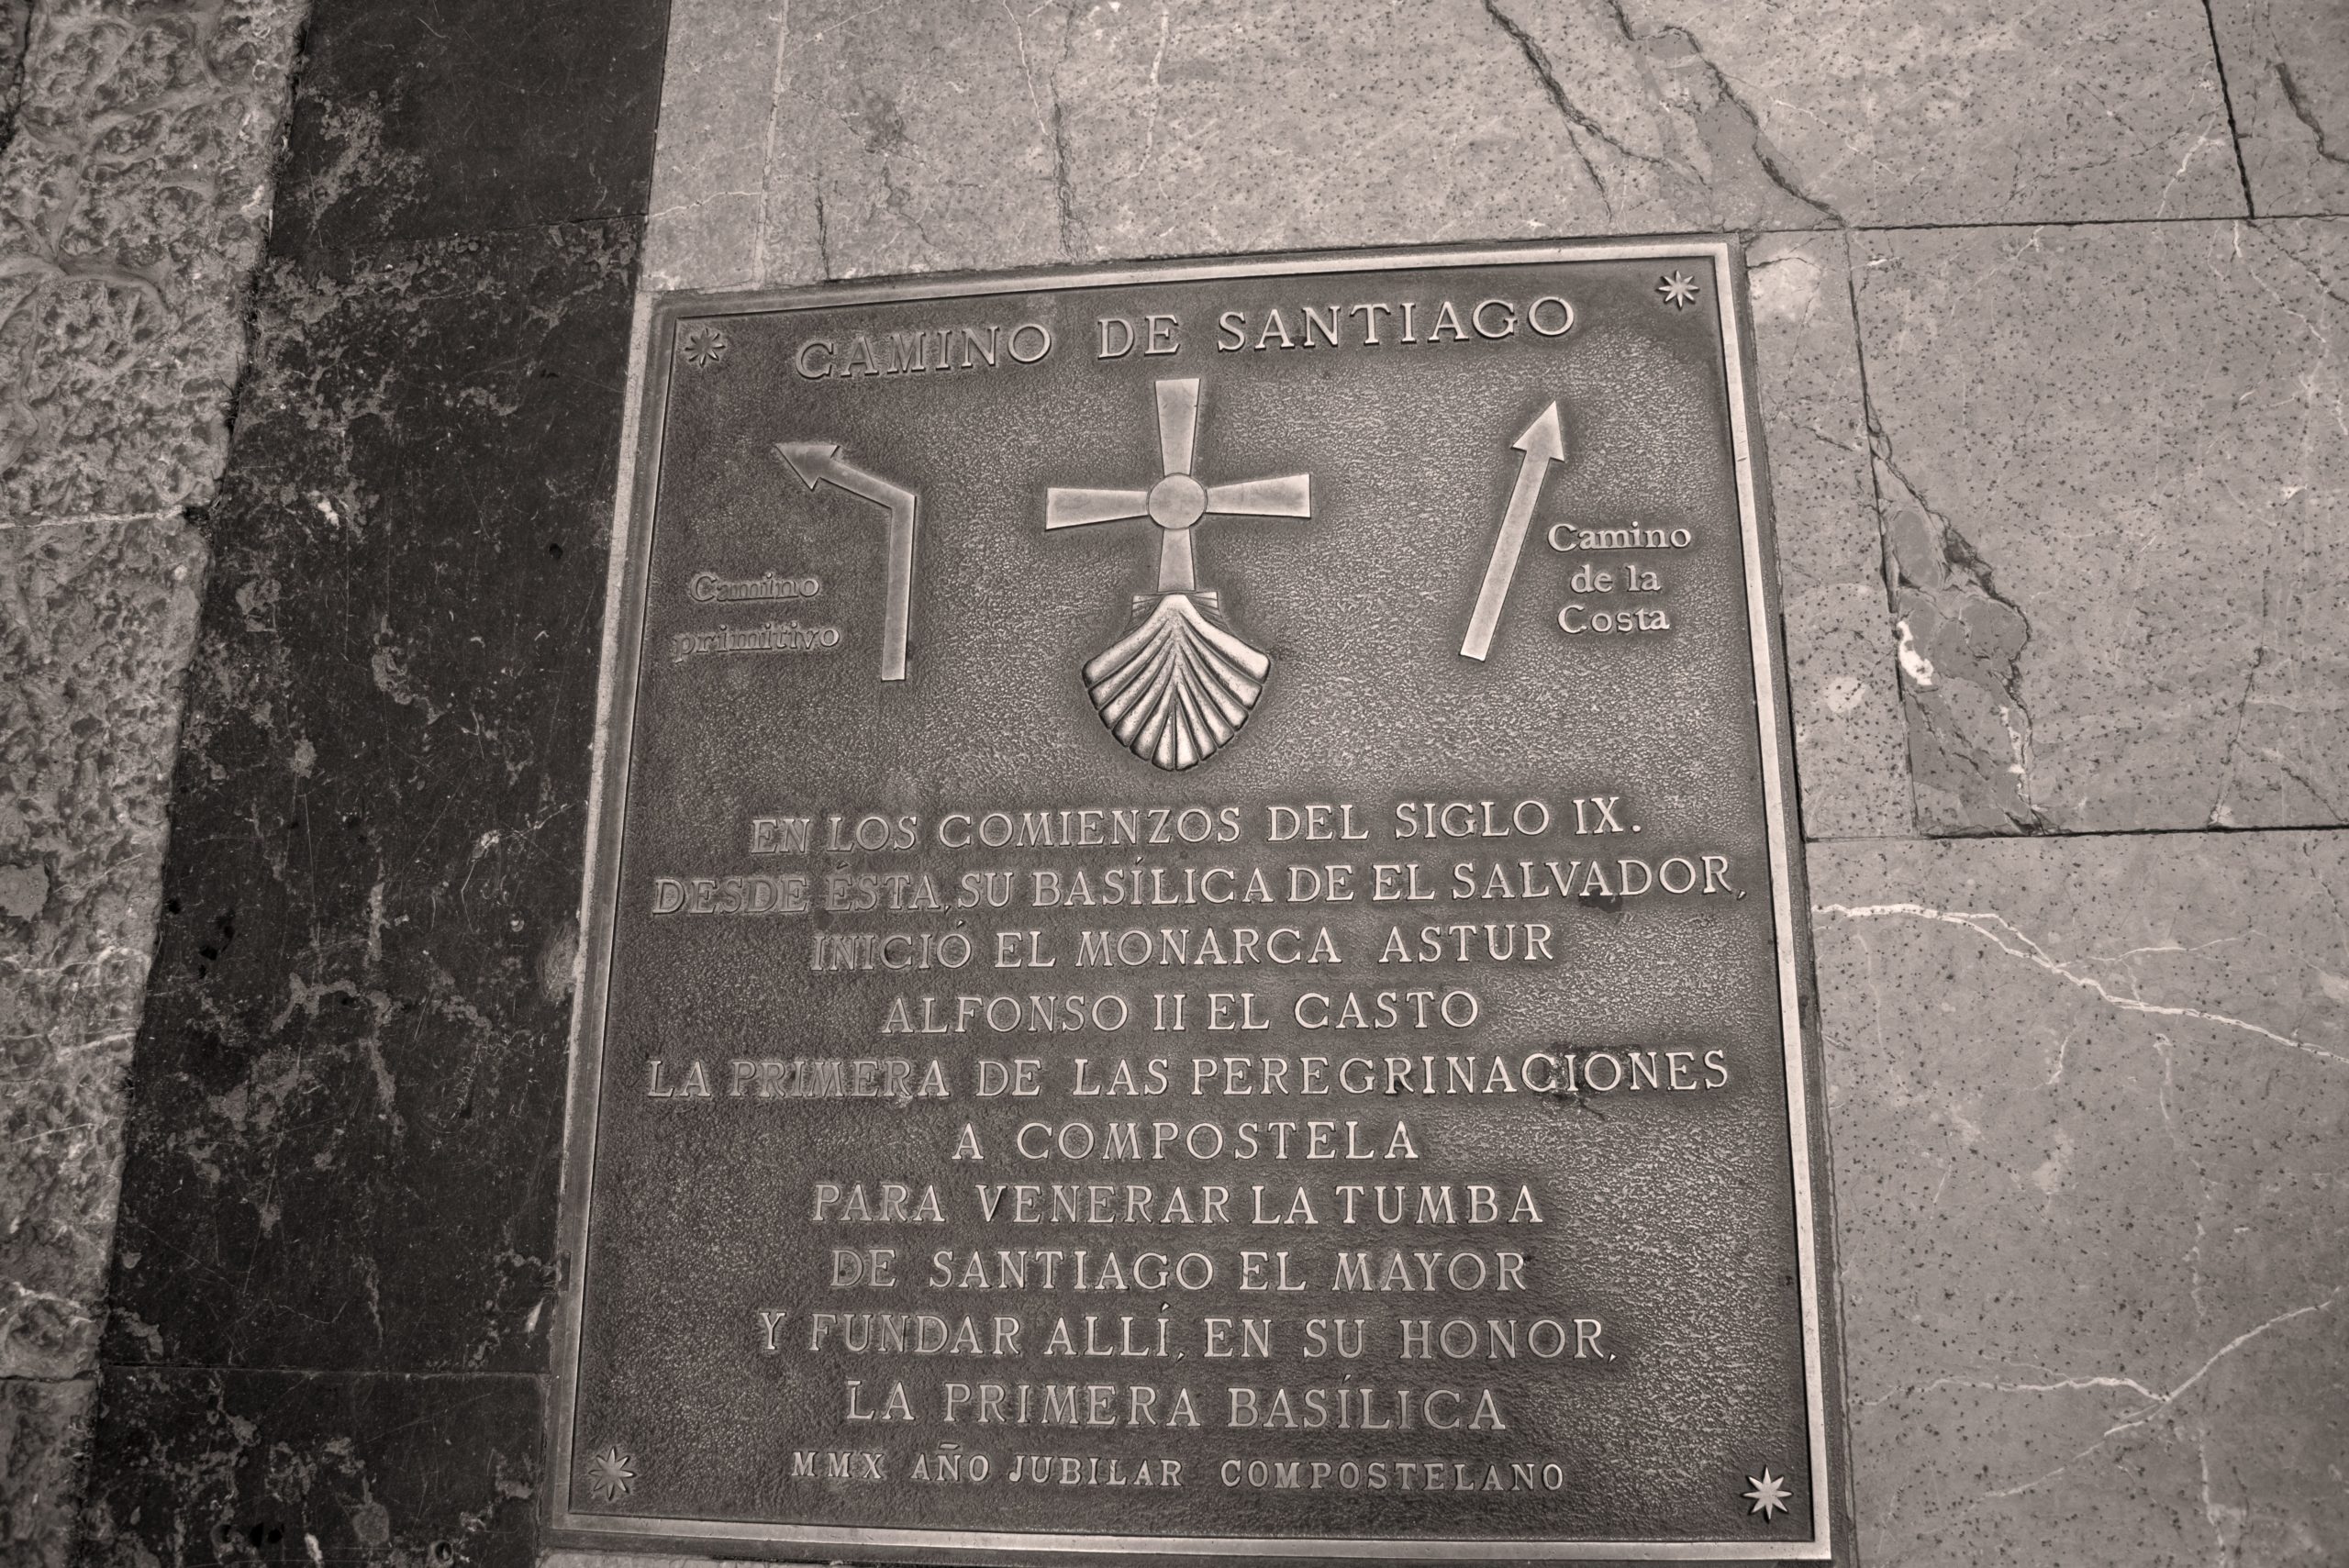 CAMINO DE SANTIAGO
Camino
primitivo
Camino
de la
Costa
EN LOS COMIENZOS DEL SIGLO IX.
DESDE ÉSTA, SU BASÍLICA DE EL SALVADOR,
INICIÓ EL MONARCA ASTUR
ALFONSO II EL CASTO
LA PRIMERA DE LAS PEREGRINACIONES
A COMPOSTELA
PARA VENERAR LA TUMBA
DE SANTIAGO EL MAYOR
Y FUNDAR ALLÍ, EN SU HONOR,
LA PRIMERA BASÍLICA
MMX AÑO JUBILAR COMPOSTELANO